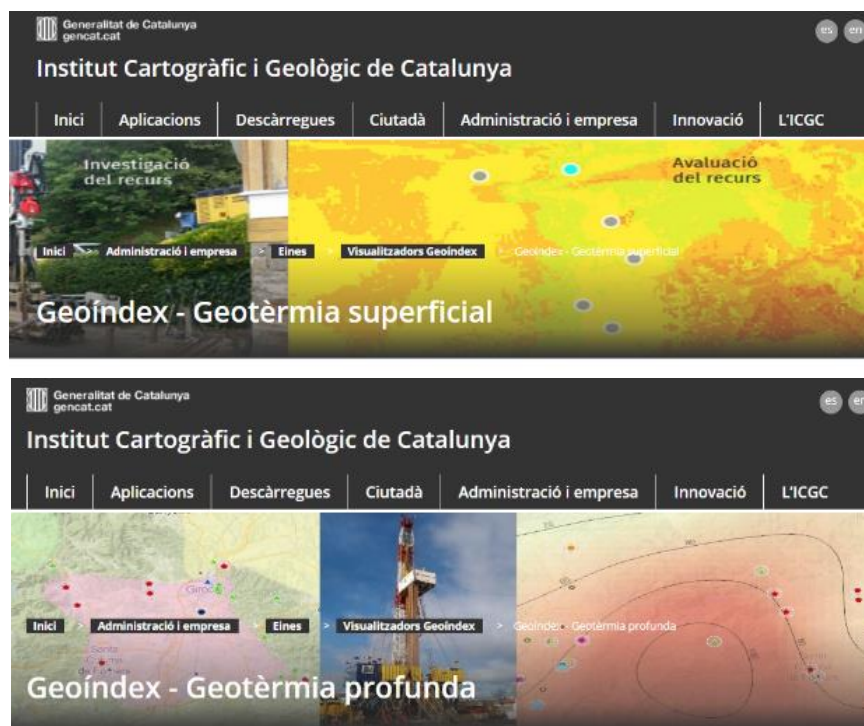 Generalitat de Catalunya
gencat.cat
es en
Institut Cartogràfic i Geològic de Catalunya
Inici Aplicacions Descàrregues Ciutadà Administració i empresa Innovació L'ICGC
Investigació
del recurs
Avaluació
del recurs
Inici > Administració i empresa > Eines > Visualitzadors Geoíndex > Geoíndex - Geotèrmia superficial
Geoíndex - Geotèrmia superficial
Generalitat de Catalunya
gencat.cat
es en
Institut Cartogràfic i Geològic de Catalunya
Inici Aplicacions Descàrregues Ciutadà Administració i empresa Innovació L'ICGC
Inici > Administració i empresa > Eines > Visualitzadors Geoíndex > Geoíndex - Geotèrmia profunda
Geoíndex - Geotèrmia profunda